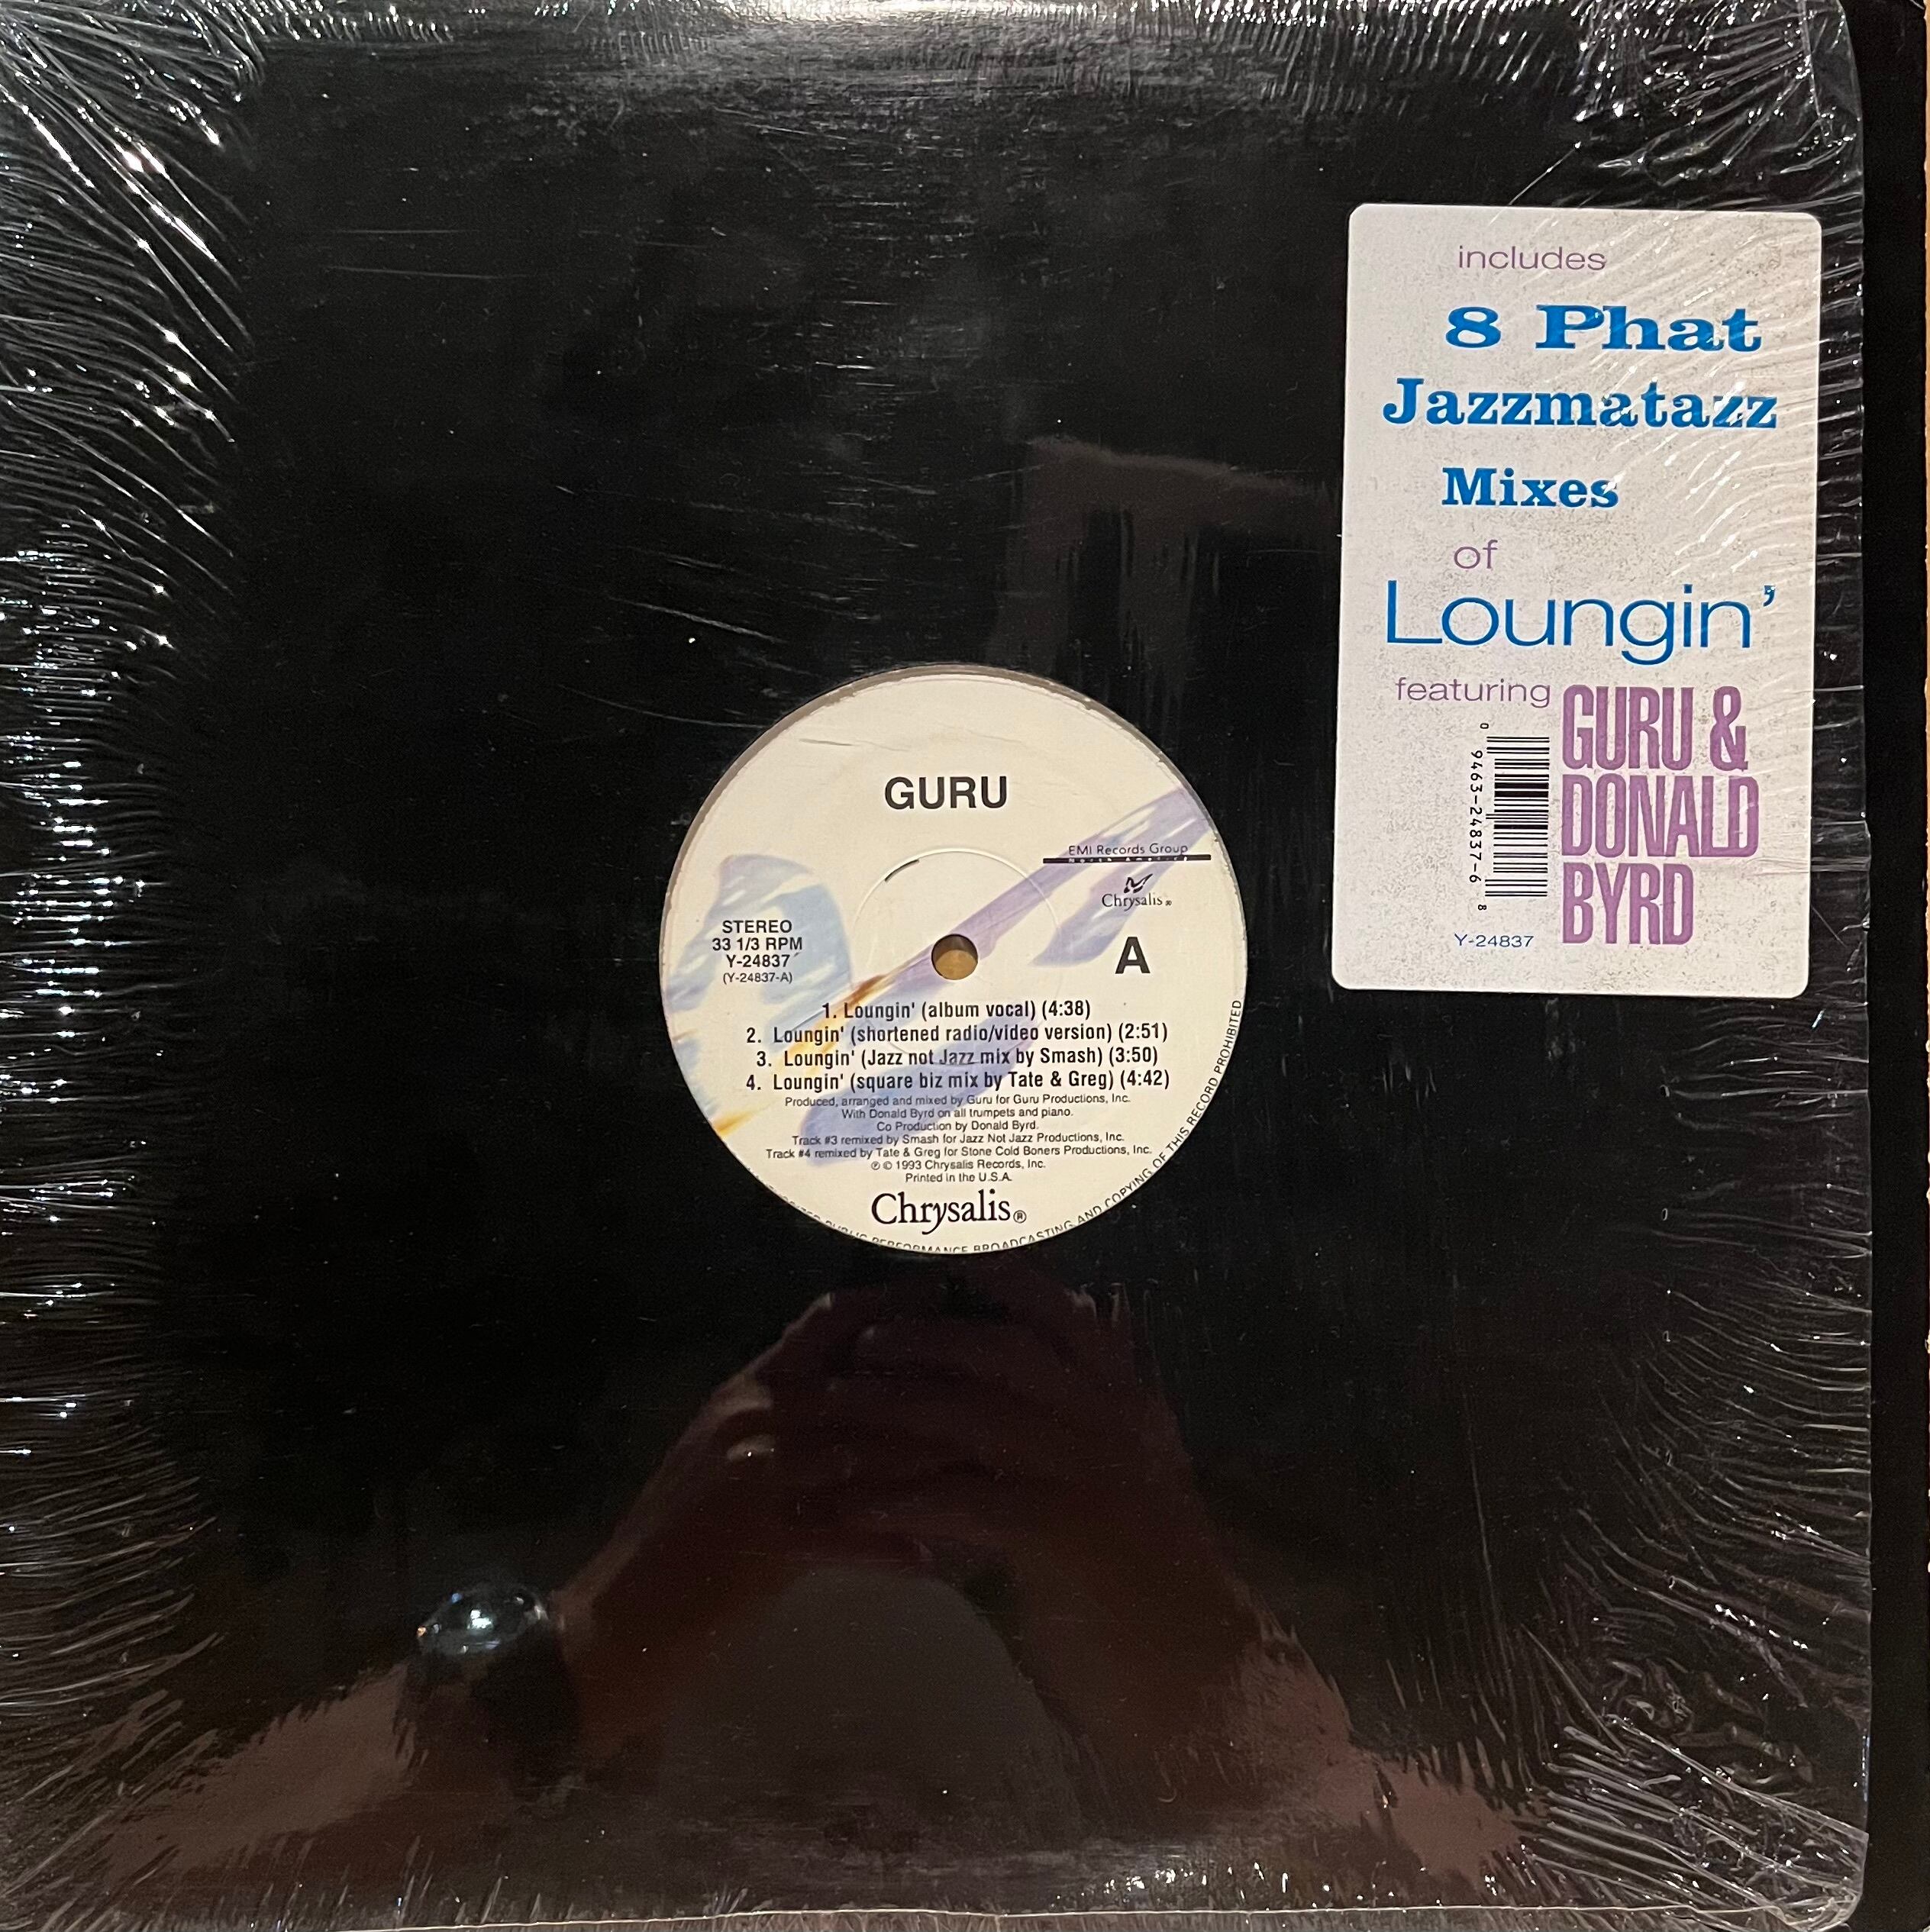 includes
8 Phat
Jazzmatazz
Mixes
of
Loungin’
featuring
GURU &
DONALD
BYRD
0 9463-24837-6 8
Y-24837
GURU
EMI Records Group
North America
Chrysalis®
STEREO
33 1/3 RPM
Y-24837
(Y-24837-A)
A
1. Loungin' (album vocal) (4:38)
2. Loungin' (shortened radio/video version) (2:51)
3. Loungin' (Jazz not Jazz mix by Smash) (3:50)
4. Loungin' (square biz mix by Tate & Greg) (4:42)
Produced, arranged and mixed by Guru for Guru Productions, Inc.
With Donald Byrd on all trumpets and piano.
Co Production by Donald Byrd.
Track #3 remixed by Smash for Jazz Not Jazz Productions, Inc.
Track #4 remixed by Tate & Greg for Stone Cold Boners Productions, Inc.
℗ © 1993 Chrysalis Records, Inc.
Printed in the U.S.A.
Chrysalis®
PERFORMANCE BROADCASTING AND COPYING OF THIS RECORD PROHIBITED